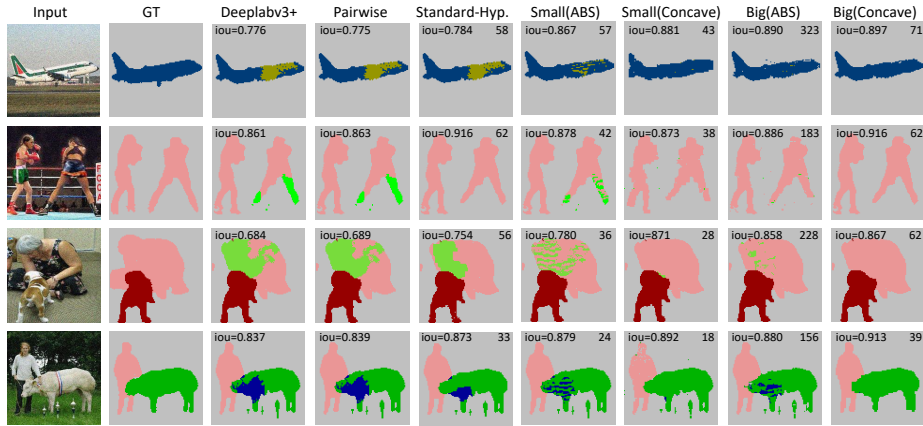 Input GT Deeplabv3+ Pairwise Standard-Hyp. Small(ABS) Small(Concave) Big(ABS) Big(Concave)
iou=0.776 iou=0.775 iou=0.784 58 iou=0.867 57 iou=0.881 43 iou=0.890 323 iou=0.897 71
iou=0.861 iou=0.863 iou=0.916 62 iou=0.878 42 iou=0.873 38 iou=0.886 183 iou=0.916 62
iou=0.684 iou=0.689 iou=0.754 56 iou=0.780 36 iou=871 28 iou=0.858 228 iou=0.867 62
iou=0.837 iou=0.839 iou=0.873 33 iou=0.879 24 iou=0.892 18 iou=0.880 156 iou=0.913 39